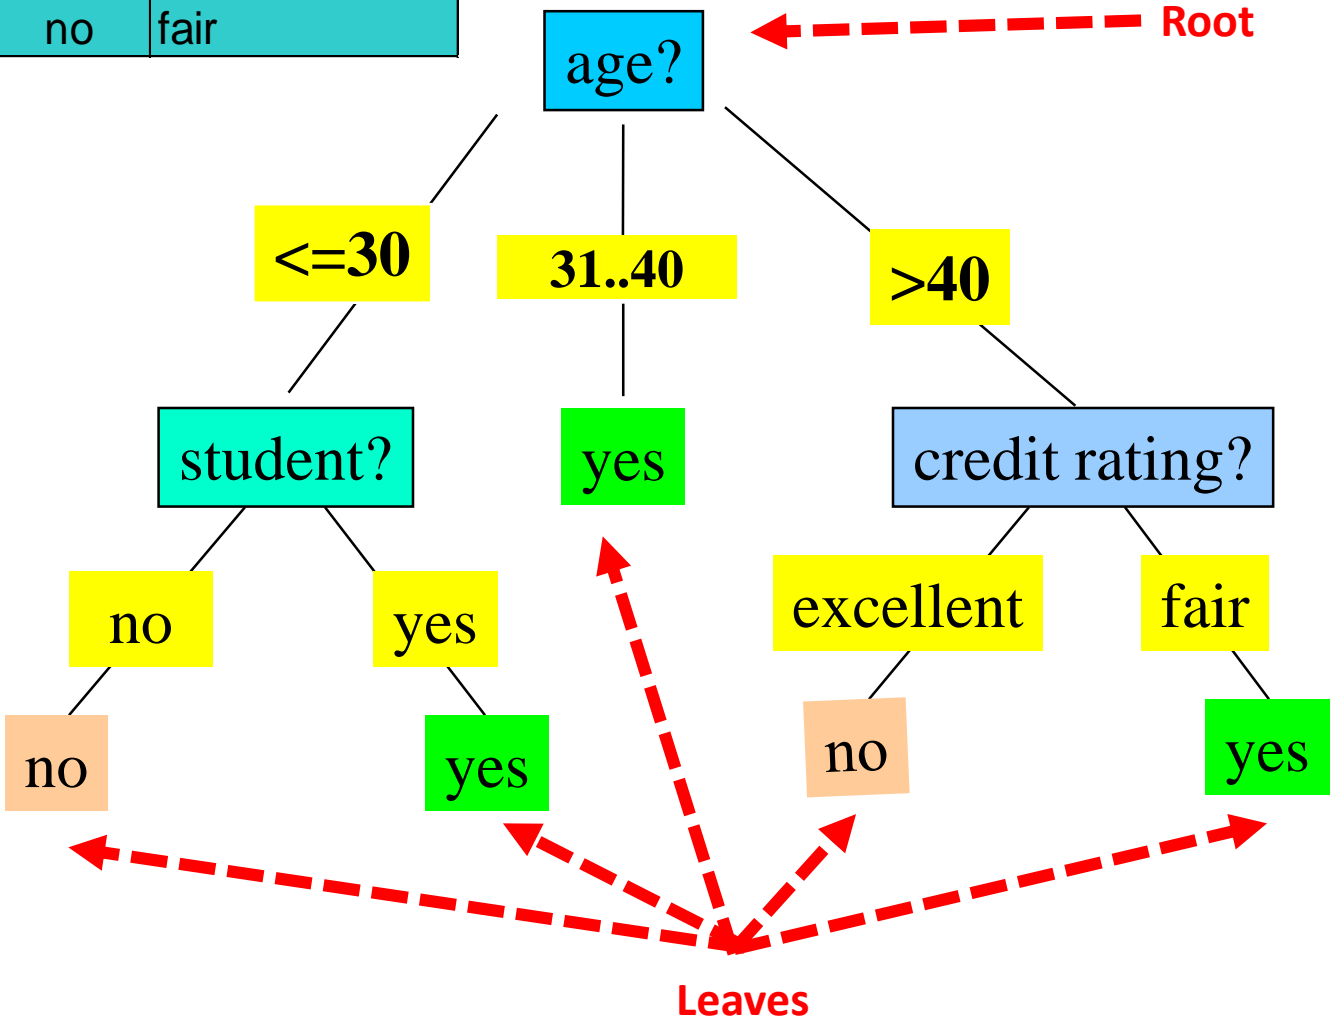 no fair
Root
age?
<=30 31..40 >40
student? yes credit rating?
no yes excellent fair
no yes no yes
Leaves